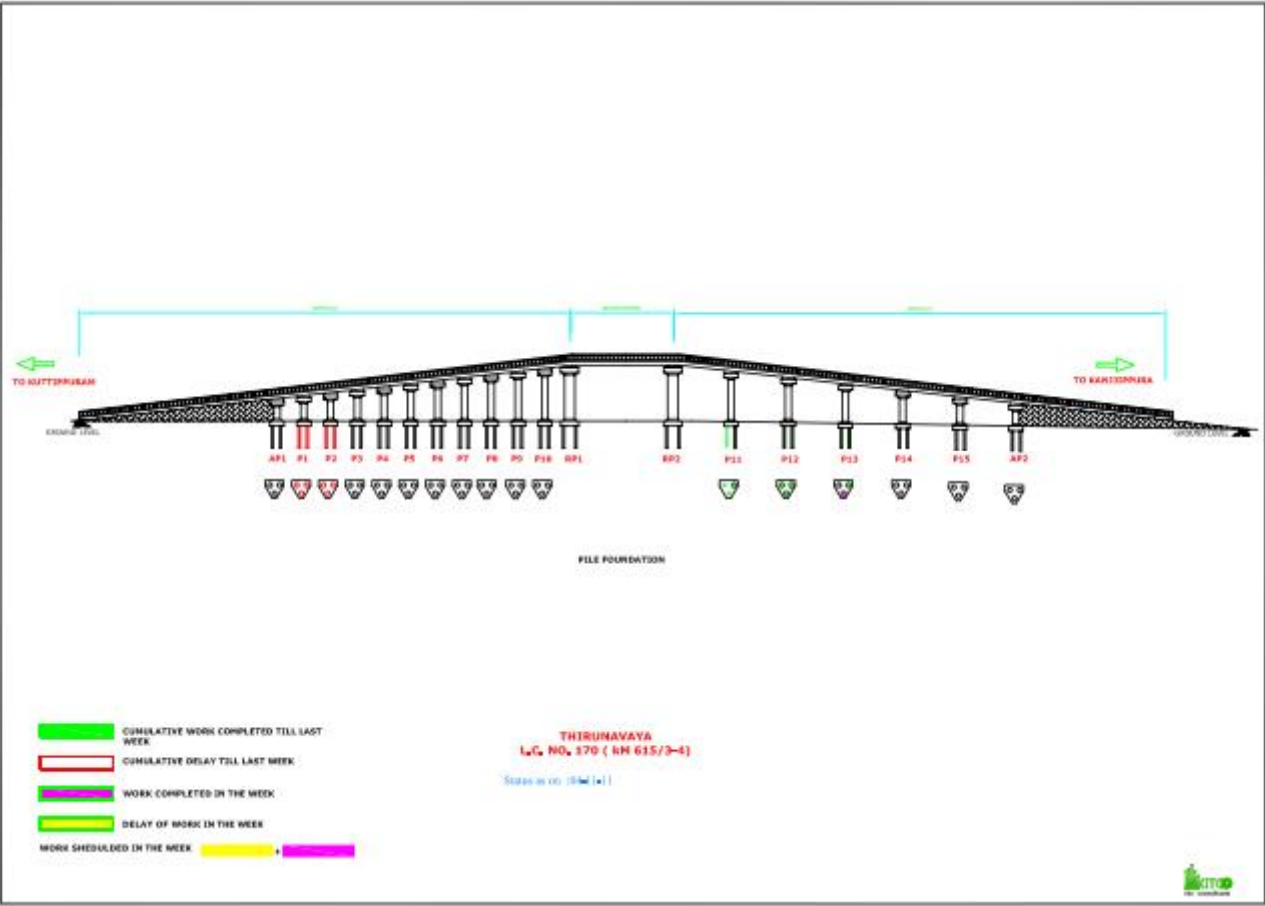 TO KUTTIPPURAM
TO KANJIPPURA
GROUND LEVEL
GROUND LEVEL
AP1 P1 P2 P3 P4 P5 P6 P7 P8 P9 P10 RP1 RP2 P11 P12 P13 P14 P15 AP2
PILE FOUNDATION
CUMULATIVE WORK COMPLETED TILL LAST
WEEK
CUMULATIVE DELAY TILL LAST WEEK
WORK COMPLETED IN THE WEEK
DELAY OF WORK IN THE WEEK
WORK SHEDULDED IN THE WEEK +
THIRUNAVAYA
L.C. NO. 170 ( kM 615/3-4)
Status as on :
KITCO